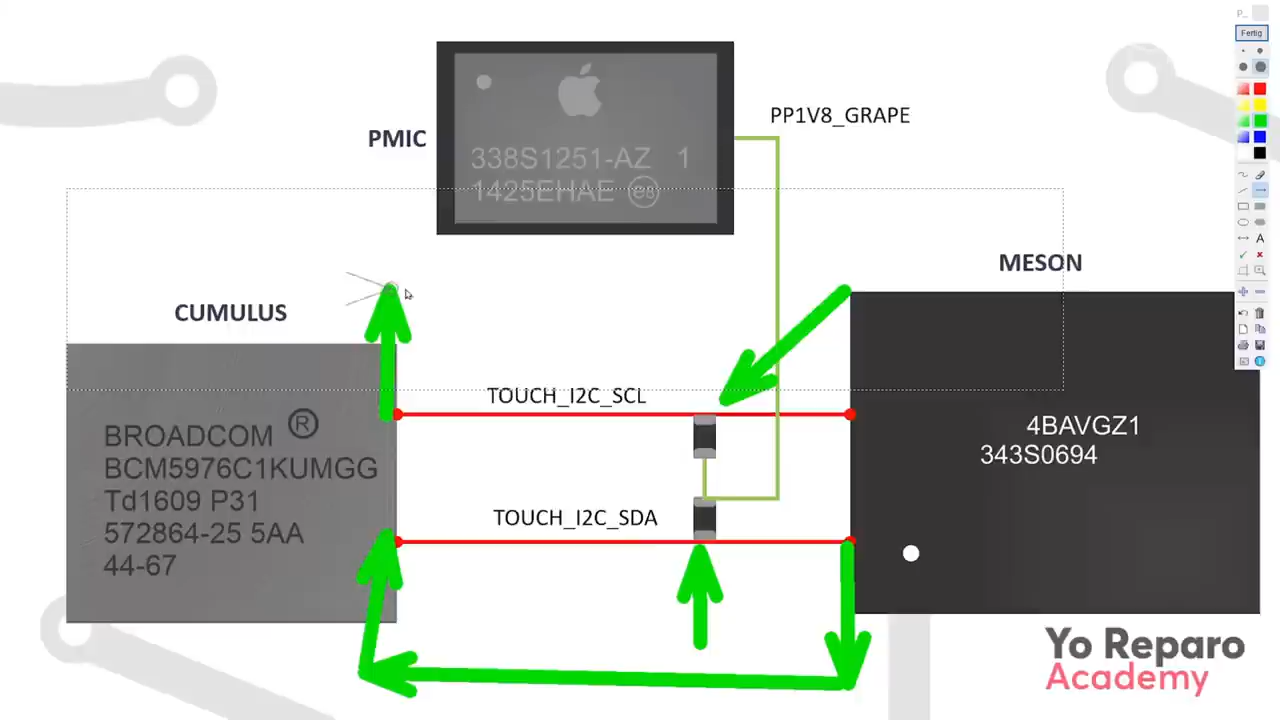 P...
Fertig
PP1V8_GRAPE
PMIC
338S1251-AZ 1
1425EHAE es
MESON
CUMULUS
TOUCH_I2C_SCL
BROADCOM ®
BCM5976C1KUMGG
Td1609 P31
572864-25 5AA
44-67
4BAVGZ1
343S0694
TOUCH_I2C_SDA
Yo Reparo
Academy